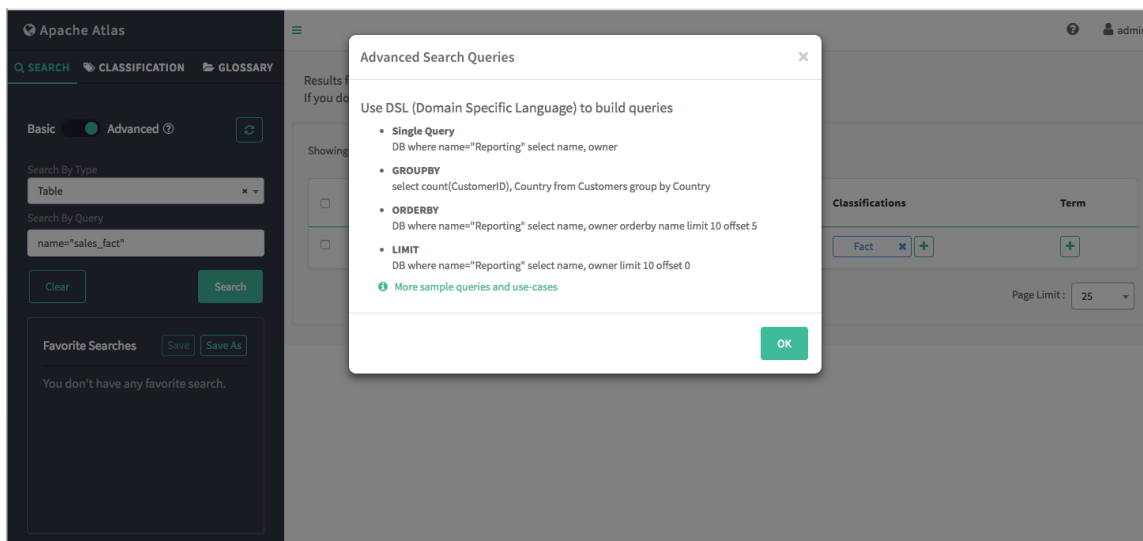 Apache Atlas
admin
SEARCH CLASSIFICATION GLOSSARY
Basic Advanced
Search By Type
Table
Search By Query
name="sales_fact"
Clear Search
Favorite Searches Save Save As
You don't have any favorite search.
Results
If you do
Showing
Classifications Term
Fact
Page Limit : 25
Advanced Search Queries
Use DSL (Domain Specific Language) to build queries
Single Query
DB where name="Reporting" select name, owner
GROUPBY
select count(CustomerID), Country from Customers group by Country
ORDERBY
DB where name="Reporting" select name, owner orderby name limit 10 offset 5
LIMIT
DB where name="Reporting" select name, owner limit 10 offset 0
More sample queries and use-cases
OK